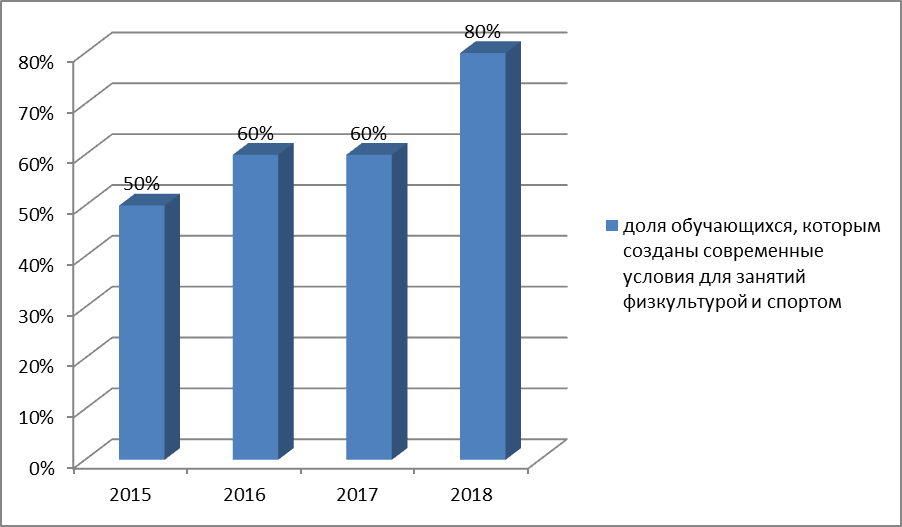 80%
80%
70%
60%
60%
60%
50%
50%
40%
30%
20%
10%
0%
2015 2016 2017 2018
доля обучающихся, которым
созданы современные
условия для занятий
физкультурой и спортом